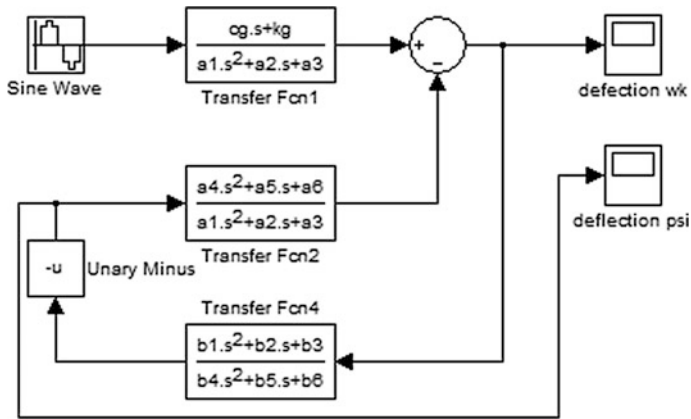 cg.s+kg
a1.s²+a2.s+a3
+
−
Sine Wave
Transfer Fcn1
defection wk
a4.s²+a5.s+a6
a1.s²+a2.s+a3
deflection psi
-u
Unary Minus
Transfer Fcn2
Transfer Fcn4
b1.s²+b2.s+b3
b4.s²+b5.s+b6